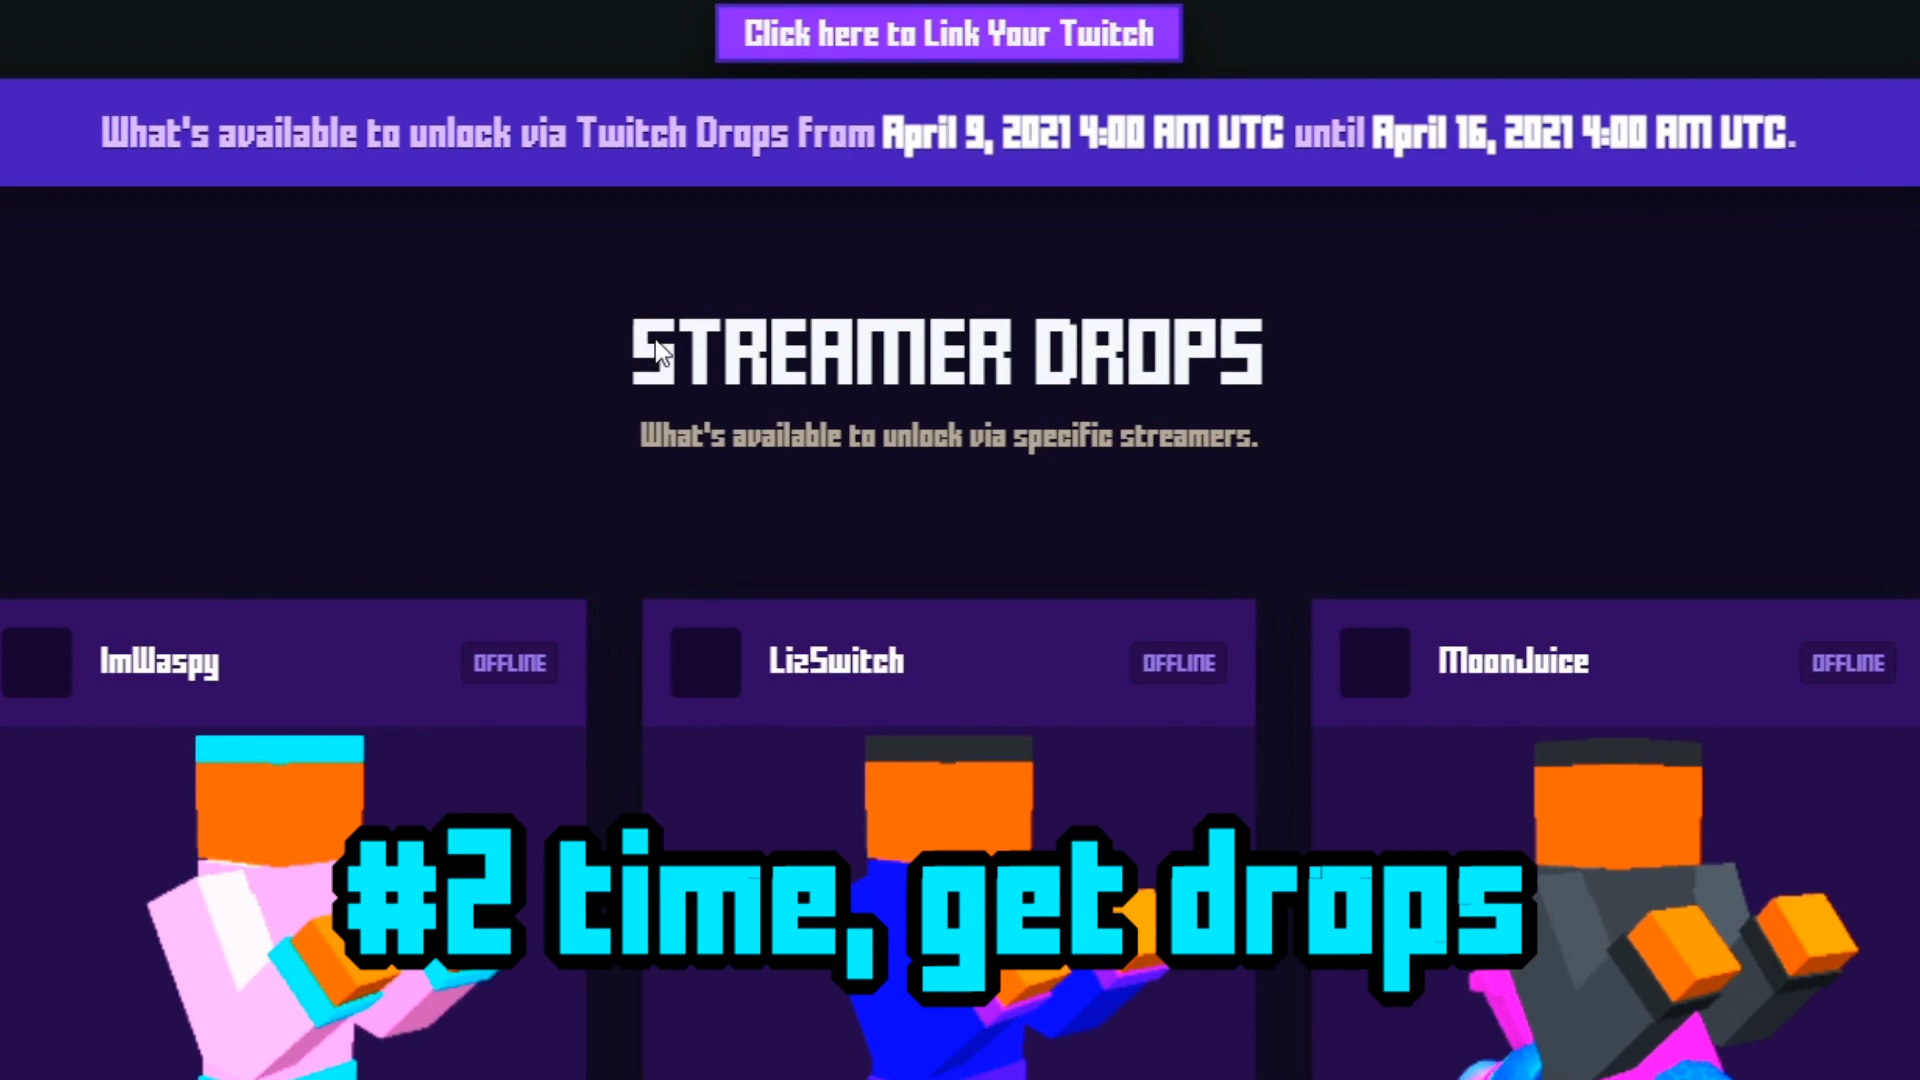 Click here to Link Your Twitch
What's available to unlock via Twitch Drops from April 9, 2021 4:00 AM UTC until April 16, 2021 4:00 AM UTC.
STREAMER DROPS
What's available to unlock via specific streamers.
ImWaspy OFFLINE
LizSwitch OFFLINE
MoonJuice OFFLINE
#2 time, get drops